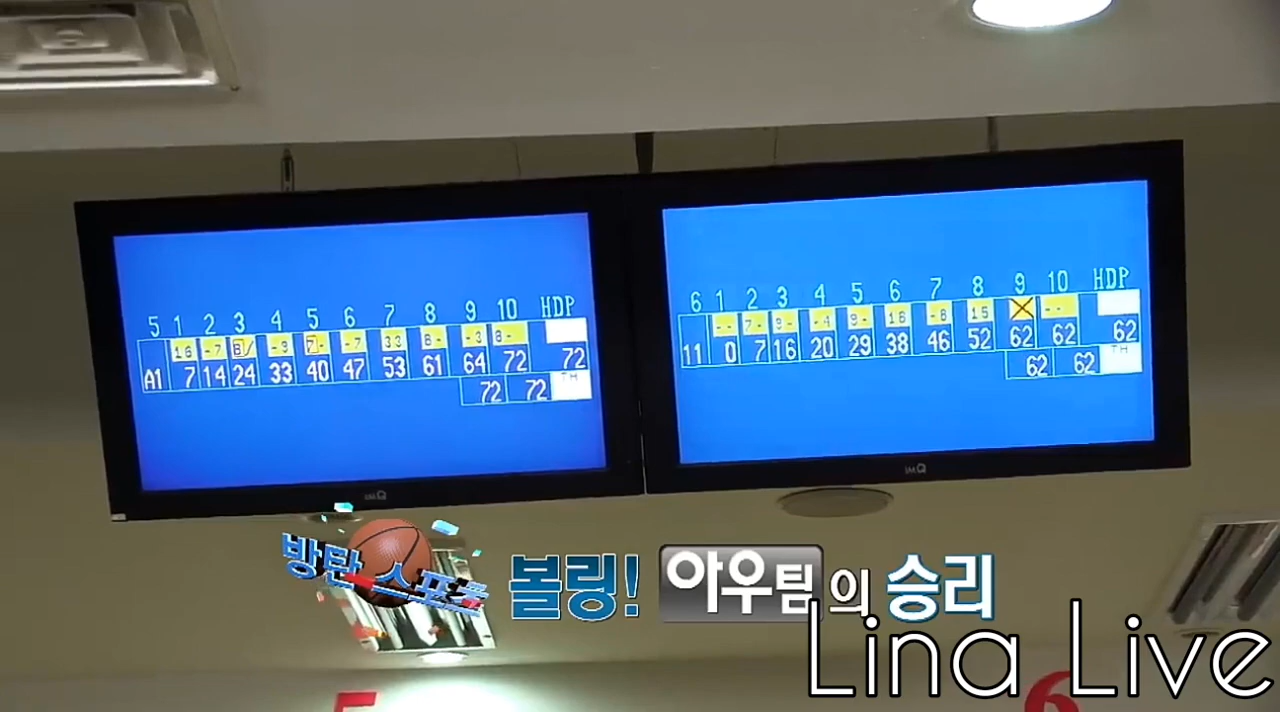 5 1 2 3 4 5 6 7 8 9 10 HDP
16 -7 8/ -9 7- -7 33 8- -3 8-
A1 7 14 24 33 40 47 53 61 64 72 72
72 72 TH
6 1 2 3 4 5 6 7 8 9 10 HDP
-- 7- 9- -4 9- 18 -8 15 X --
11 0 7 16 20 29 38 46 52 62 62 62
62 62 TH
방탄 스포츠
볼링! 아우팀의 승리
Lina Live
5
6